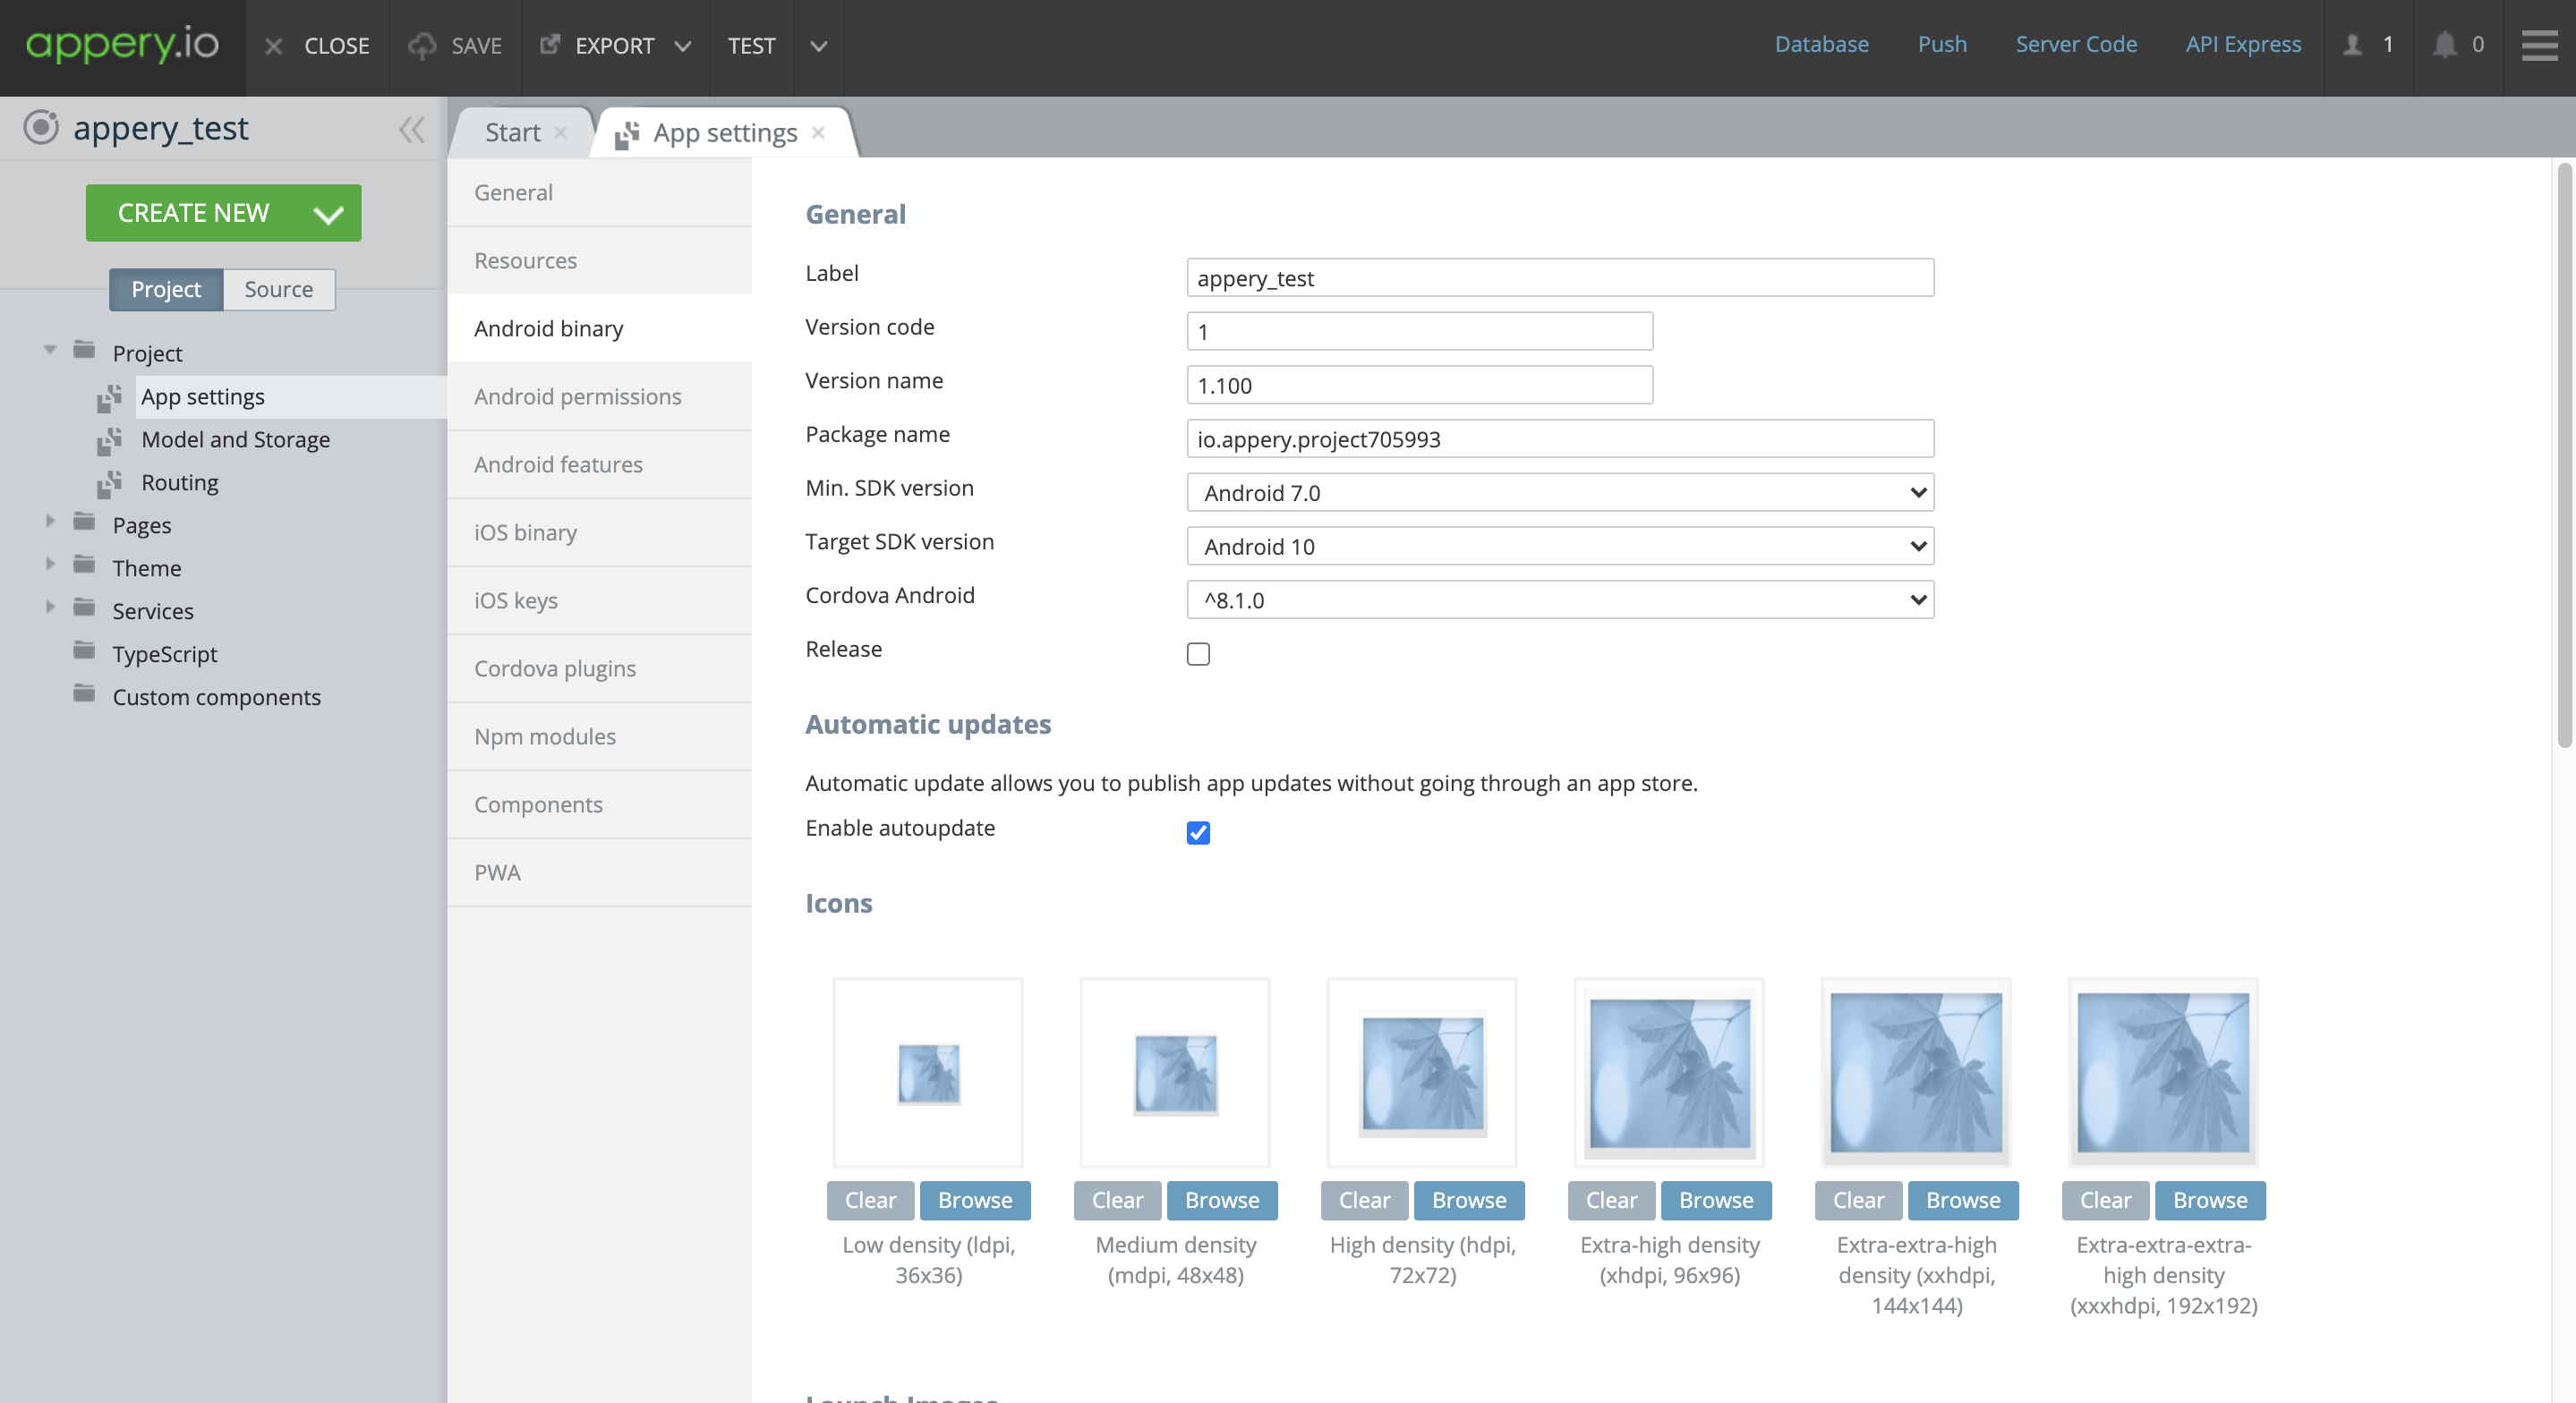 appery.io
CLOSE
SAVE
EXPORT
TEST
Database
Push
Server Code
API Express
1
0
appery_test
Start
App settings
CREATE NEW
Project
Source
Project
App settings
Model and Storage
Routing
Pages
Theme
Services
TypeScript
Custom components
General
Resources
Android binary
Android permissions
Android features
iOS binary
iOS keys
Cordova plugins
Npm modules
Components
PWA
General
Label
appery_test
Version code
1
Version name
1.100
Package name
io.appery.project705993
Min. SDK version
Android 7.0
Target SDK version
Android 10
Cordova Android
^8.1.0
Release
Automatic updates
Automatic update allows you to publish app updates without going through an app store.
Enable autoupdate
Icons
Clear
Browse
Low density (ldpi,
36x36)
Clear
Browse
Medium density
(mdpi, 48x48)
Clear
Browse
High density (hdpi,
72x72)
Clear
Browse
Extra-high density
(xhdpi, 96x96)
Clear
Browse
Extra-extra-high
density (xxhdpi,
144x144)
Clear
Browse
Extra-extra-extra-
high density
(xxxhdpi, 192x192)
Launch Images